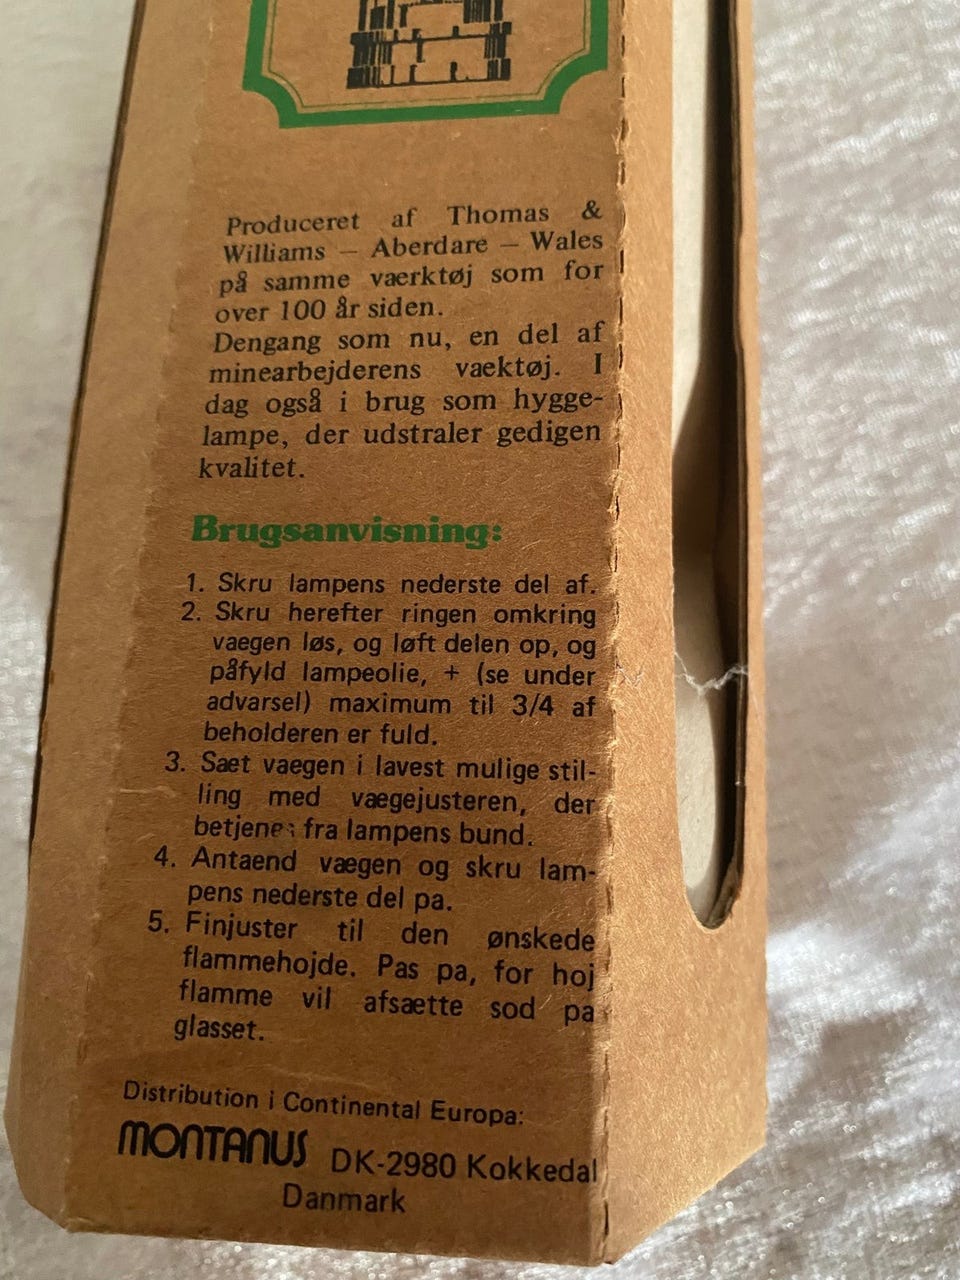 Produceret af Thomas &
Williams – Aberdare – Wales
på samme værktøj som for
over 100 år siden.
Dengang som nu, en del af
minearbejderens væktøj. I
dag også i brug som hygge-
lampe, der udstraler gedigen
kvalitet.
Brugsanvisning:
1. Skru lampens nederste del af.
2. Skru herefter ringen omkring
vaegen løs, og løft delen op, og
påfyld lampeolie, + (se under
advarsel) maximum til 3/4 af
beholderen er fuld.
3. Saet vaegen i lavest mulige stil-
ling med vaegejusteren, der
betjenes fra lampens bund.
4. Antaend vægen og skru lam-
pens nederste del pa.
5. Finjuster til den ønskede
flammehojde. Pas pa, for hoj
flamme vil afsætte sod pa
glasset.
Distribution i Continental Europa:
MONTANUS DK-2980 Kokkedal
Danmark